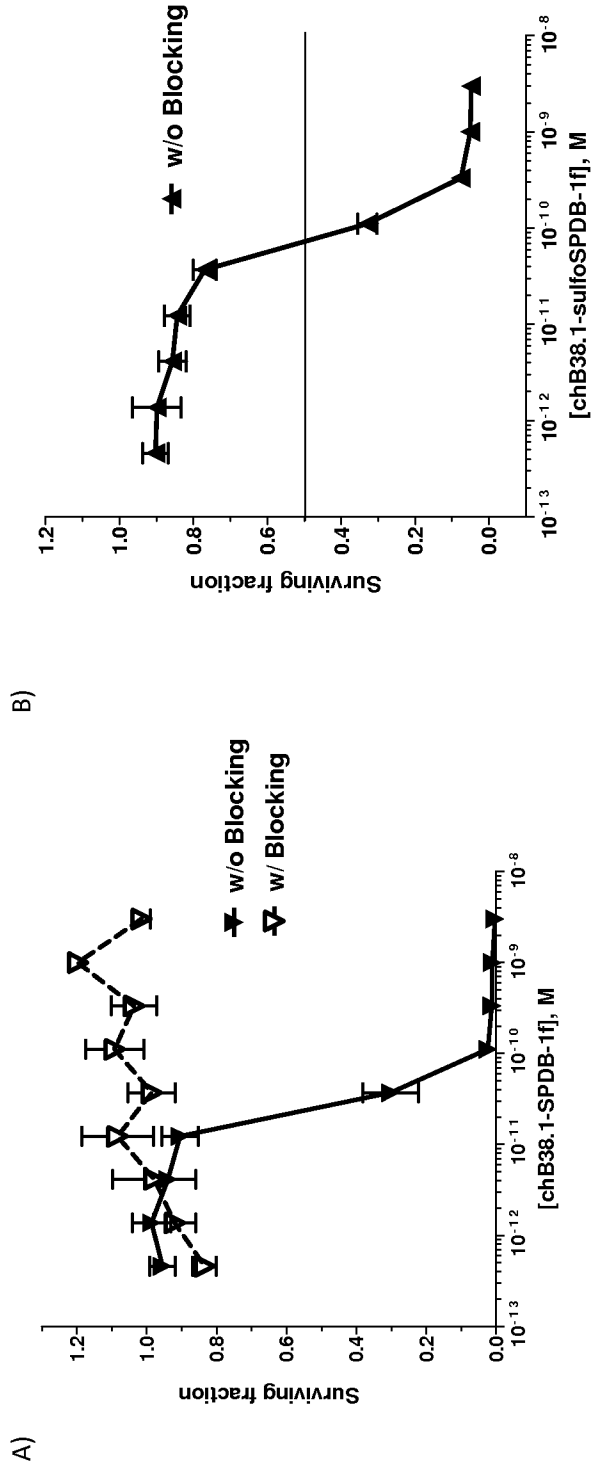 A)
Surviving fraction
1.2
1.0
0.8
0.6
0.4
0.2
0.0
w/o Blocking
w/ Blocking
10-13
10-12
10-11
10-10
10-9
10-8
[chB38.1-SPDB-1f], M
B)
Surviving fraction
1.2
1.0
0.8
0.6
0.4
0.2
0.0
w/o Blocking
10-13
10-12
10-11
10-10
10-9
10-8
[chB38.1-sulfoSPDB-1f], M